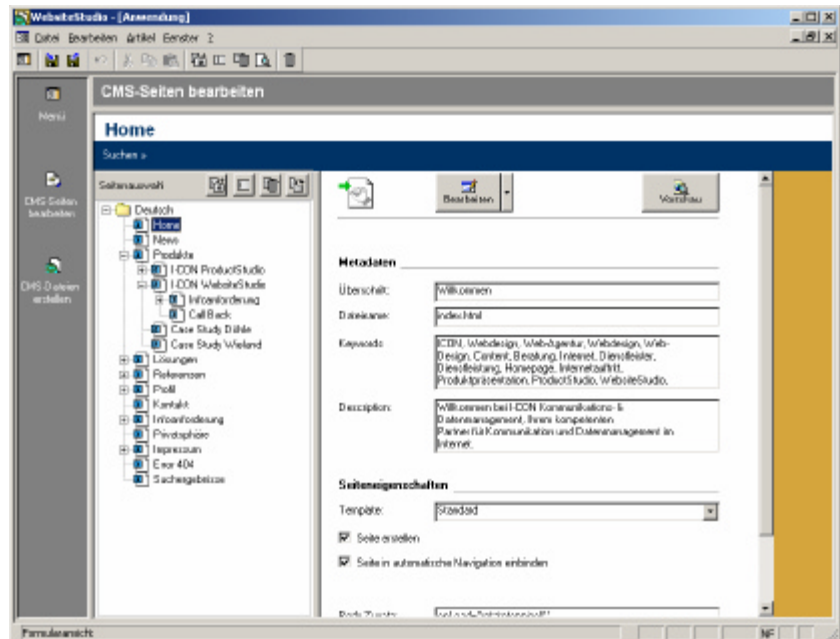 WebsiteStudio - [Anwendung]
Datei Bearbeiten Artikel Fenster ?
CMS-Seiten bearbeiten
Menü
Home
Suchen »
CMS-Seiten
bearbeiten
CMS-Dateien
erstellen
Seitenauswahl
Deutsch
Home
News
Produkte
I-CON ProductStudio
I-CON WebsiteStudio
Infoanforderung
Call Back
Case Study Dühle
Case Study Wieland
Lösungen
Referenzen
Profil
Kontakt
Infoanforderung
Privatsphäre
Impressum
Error 404
Suchergebnisse
Bearbeiten
Vorschau
Metadaten
Überschrift: Willkommen
Dateiname: index.html
Keywords: ICON, Webdesign, Web-Agentur, Webdesign, Web-
Design, Content, Beratung, Internet, Dienstleister,
Dienstleistung, Homepage, Internetauftritt,
Produktpräsentation, ProductStudio, WebsiteStudio,
Description: Willkommen bei I-CON Kommunikations- &
Datenmanagement, Ihrem kompetenten
Partner für Kommunikation und Datenmanagement im
Internet.
Seiteneigenschaften
Template: Standard
Seite erstellen
Seite in automatische Navigation einbinden
Body Zusatz:
Formularansicht
NF